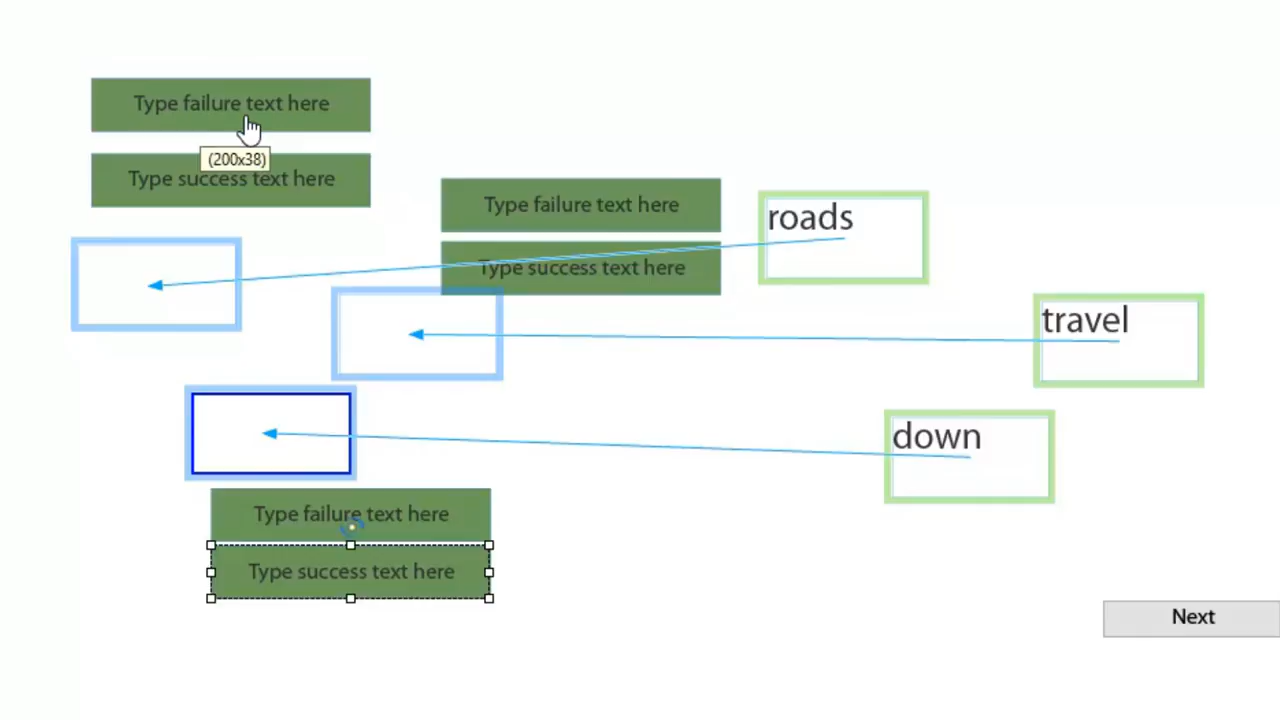 Type failure text here
(200x38)
Type success text here
Type failure text here
roads
Type success text here
travel
down
Type failure text here
Type success text here
Next